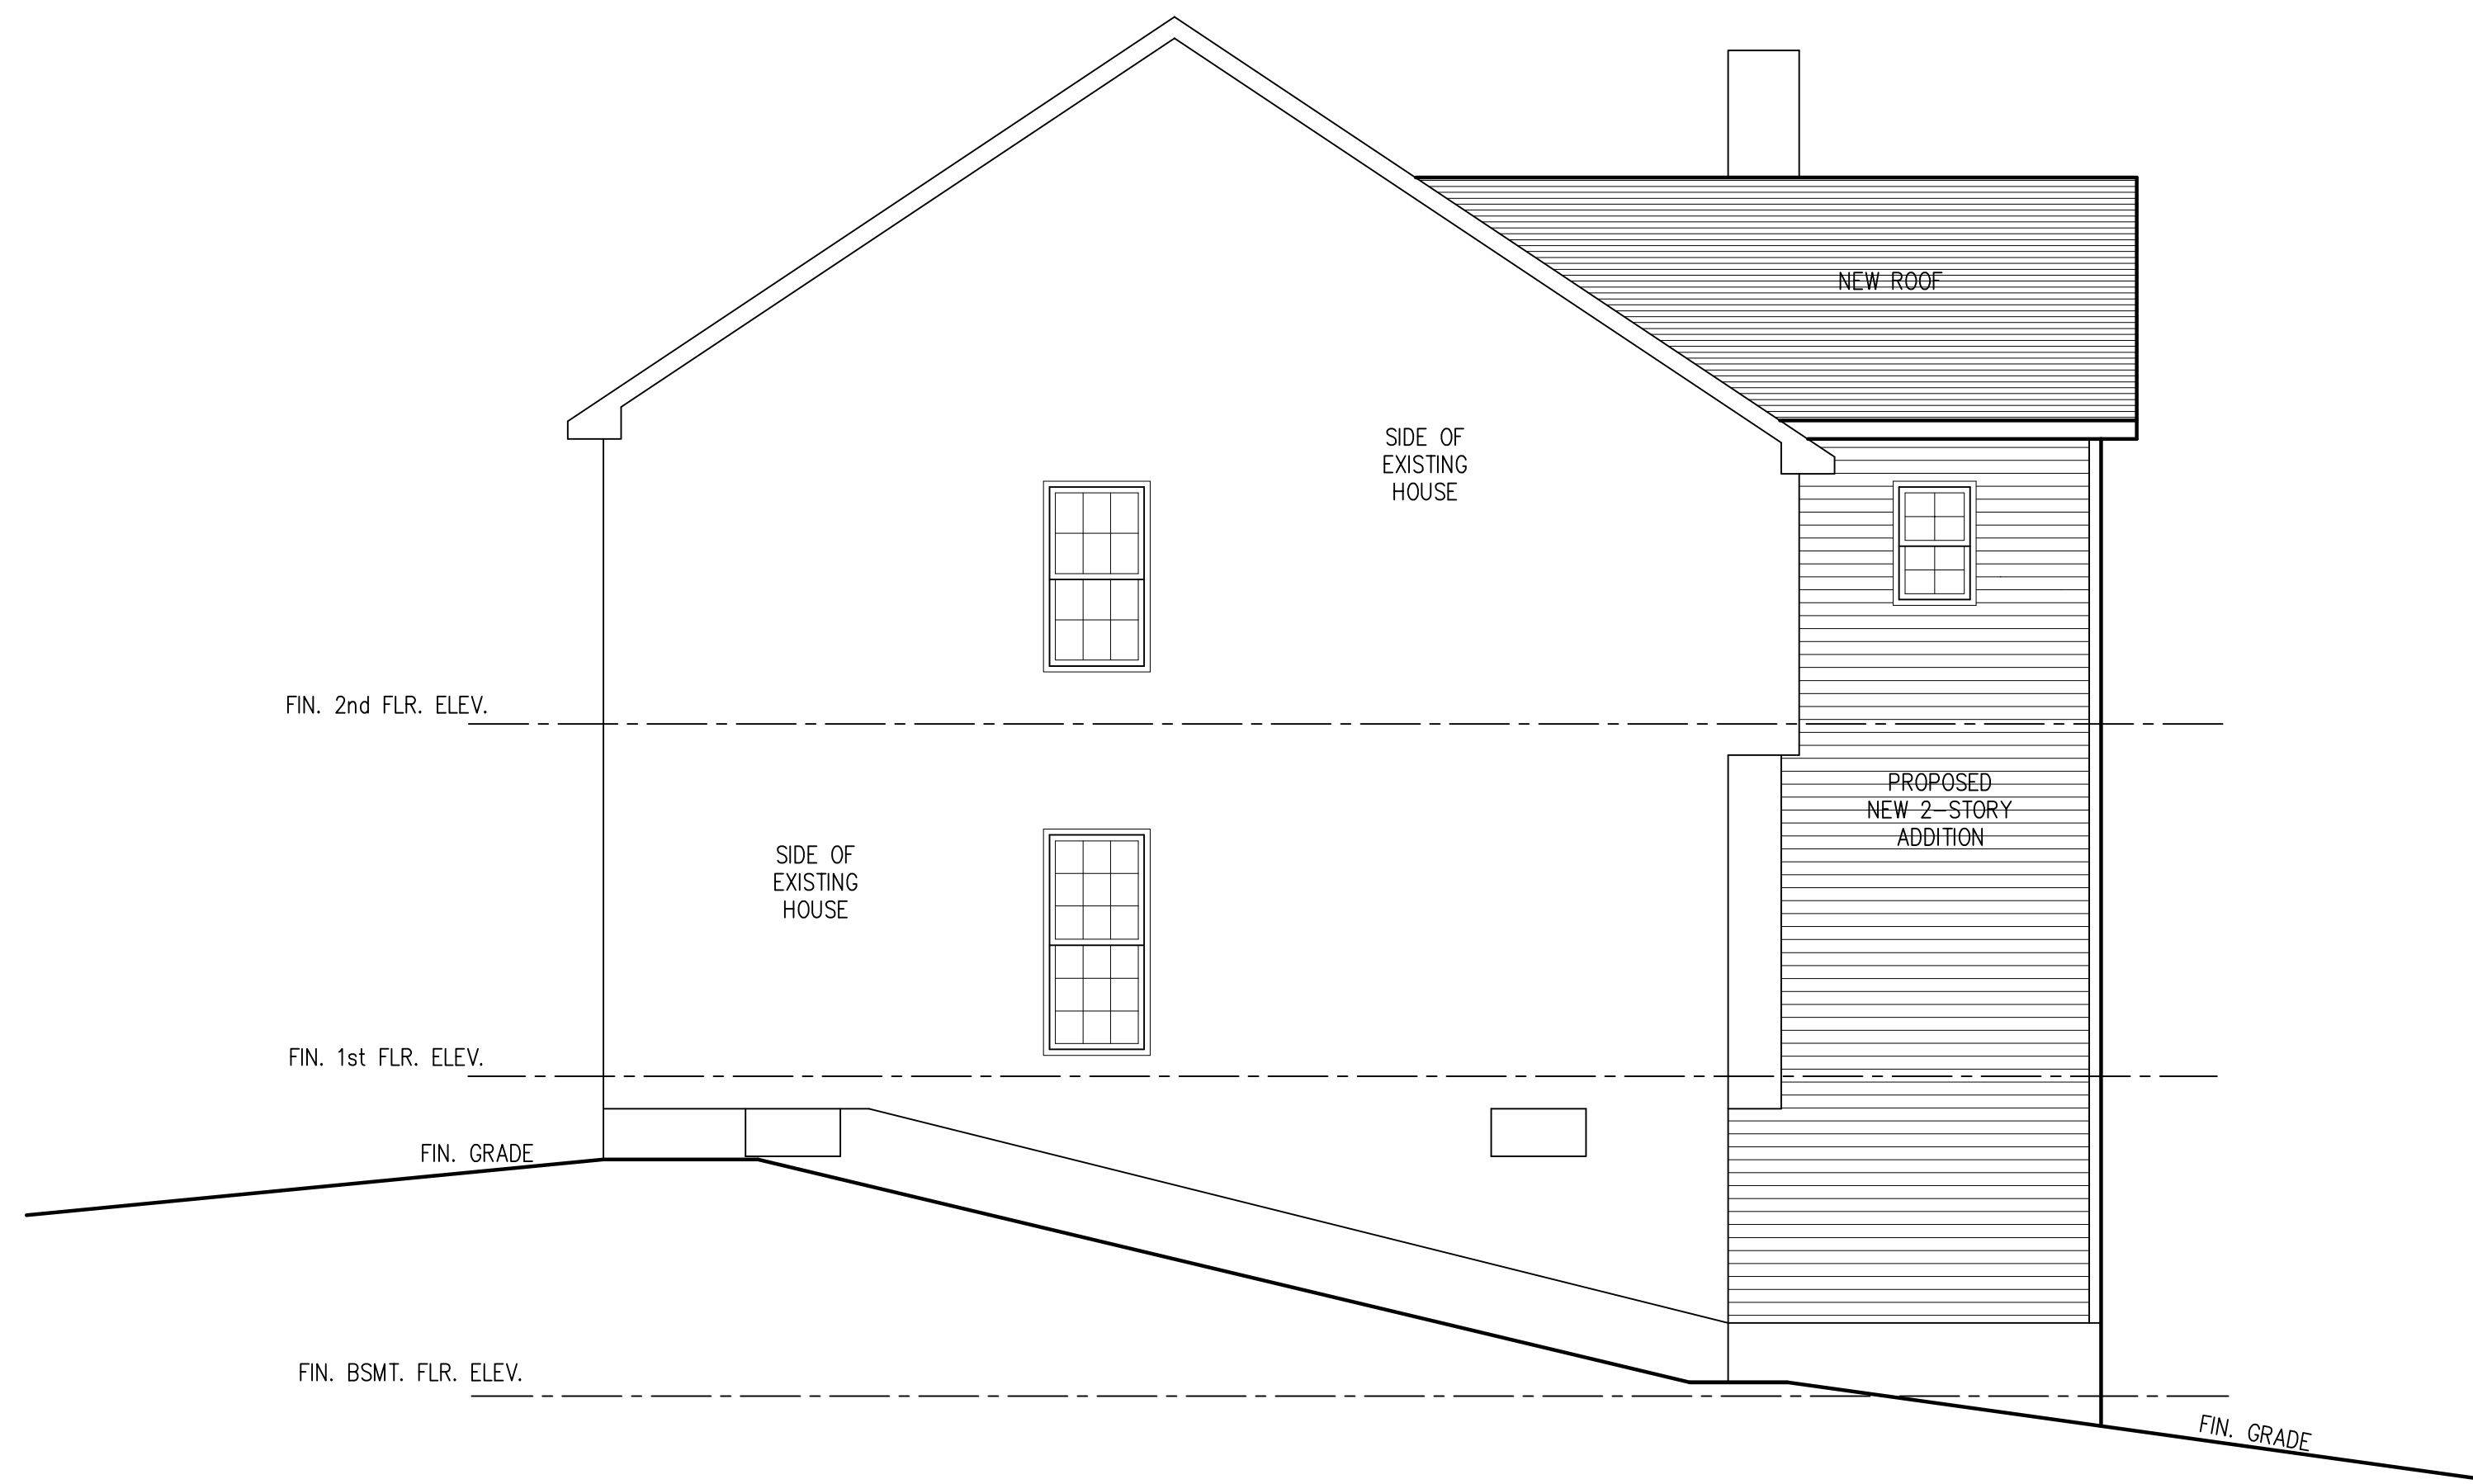 NEW ROOF
SIDE OF
EXISTING
HOUSE
FIN. 2nd FLR. ELEV.
PROPOSED
NEW 2-STORY
ADDITION
SIDE OF
EXISTING
HOUSE
FIN. 1st FLR. ELEV.
FIN. GRADE
FIN. BSMT. FLR. ELEV.
FIN. GRADE